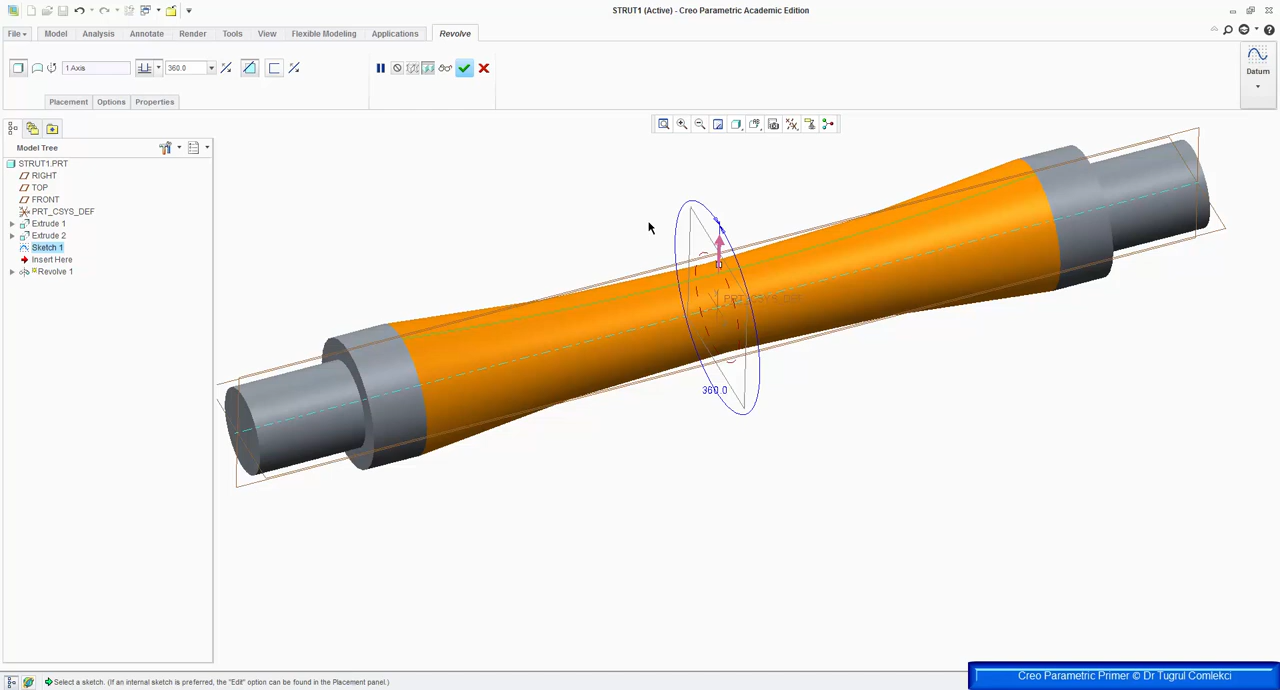 STRUT1 (Active) - Creo Parametric Academic Edition
File Model Analysis Annotate Render Tools View Flexible Modeling Applications Revolve
1 Axis 360.0
Datum
Placement Options Properties
Model Tree
STRUT1.PRT
RIGHT
TOP
FRONT
PRT_CSYS_DEF
Extrude 1
Extrude 2
Sketch 1
Insert Here
Revolve 1
PRT_CSYS_DEF
360.0
Select a sketch. (If an internal sketch is preferred, the "Edit" option can be found in the Placement panel.)
Creo Parametric Primer © Dr Tugrul Comlekci